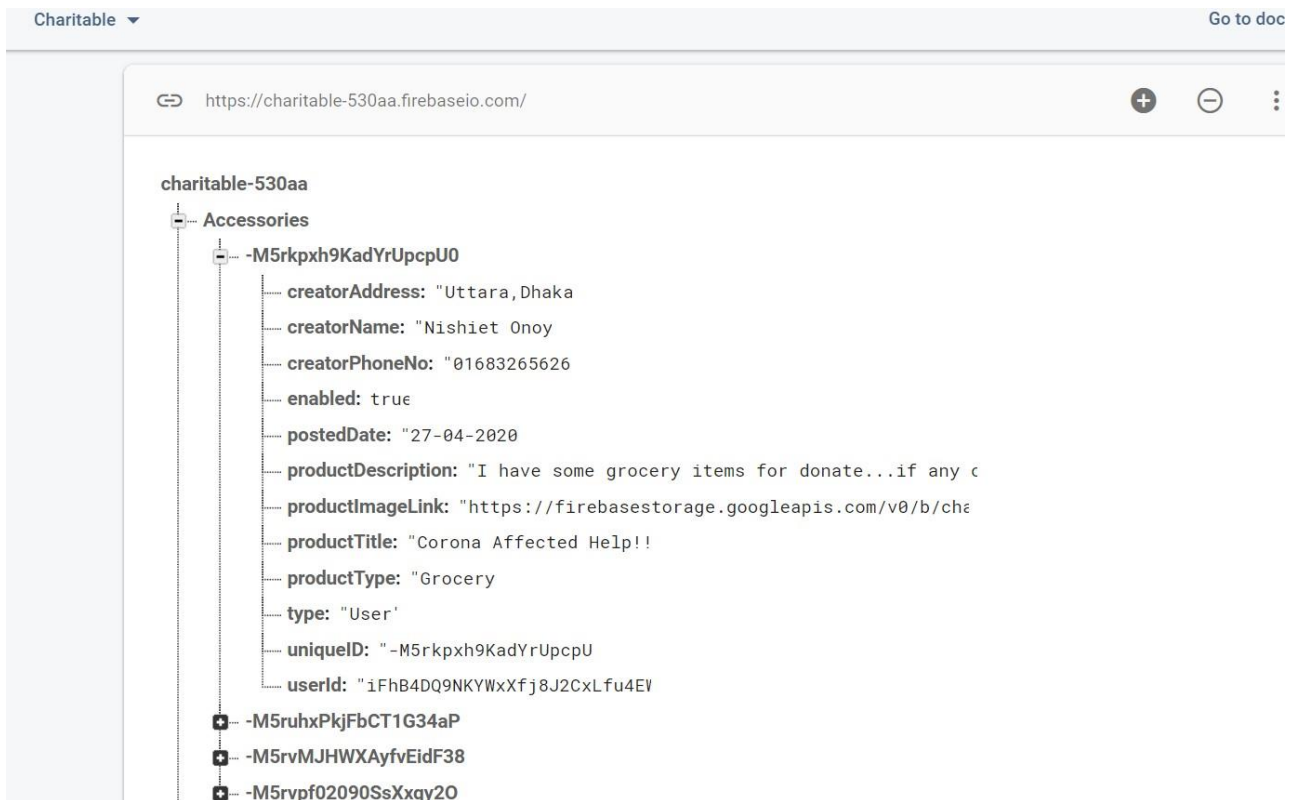 Charitable
Go to doc
https://charitable-530aa.firebaseio.com/
charitable-530aa
Accessories
-M5rkpxh9KadYrUpcpU0
creatorAddress: "Uttara,Dhaka
creatorName: "Nishiet Onoy
creatorPhoneNo: "01683265626
enabled: true
postedDate: "27-04-2020
productDescription: "I have some grocery items for donate...if any c
productImageLink: "https://firebasestorage.googleapis.com/v0/b/cha
productTitle: "Corona Affected Help!!
productType: "Grocery
type: "User'
uniqueID: "-M5rkpxh9KadYrUpcpU
userId: "iFhB4DQ9NKYWxXfj8J2CxLfu4EW
-M5ruhxPkjFbCT1G34aP
-M5rvMJHWXAyfvEidF38
-M5rvpf02090SsXxqy2O